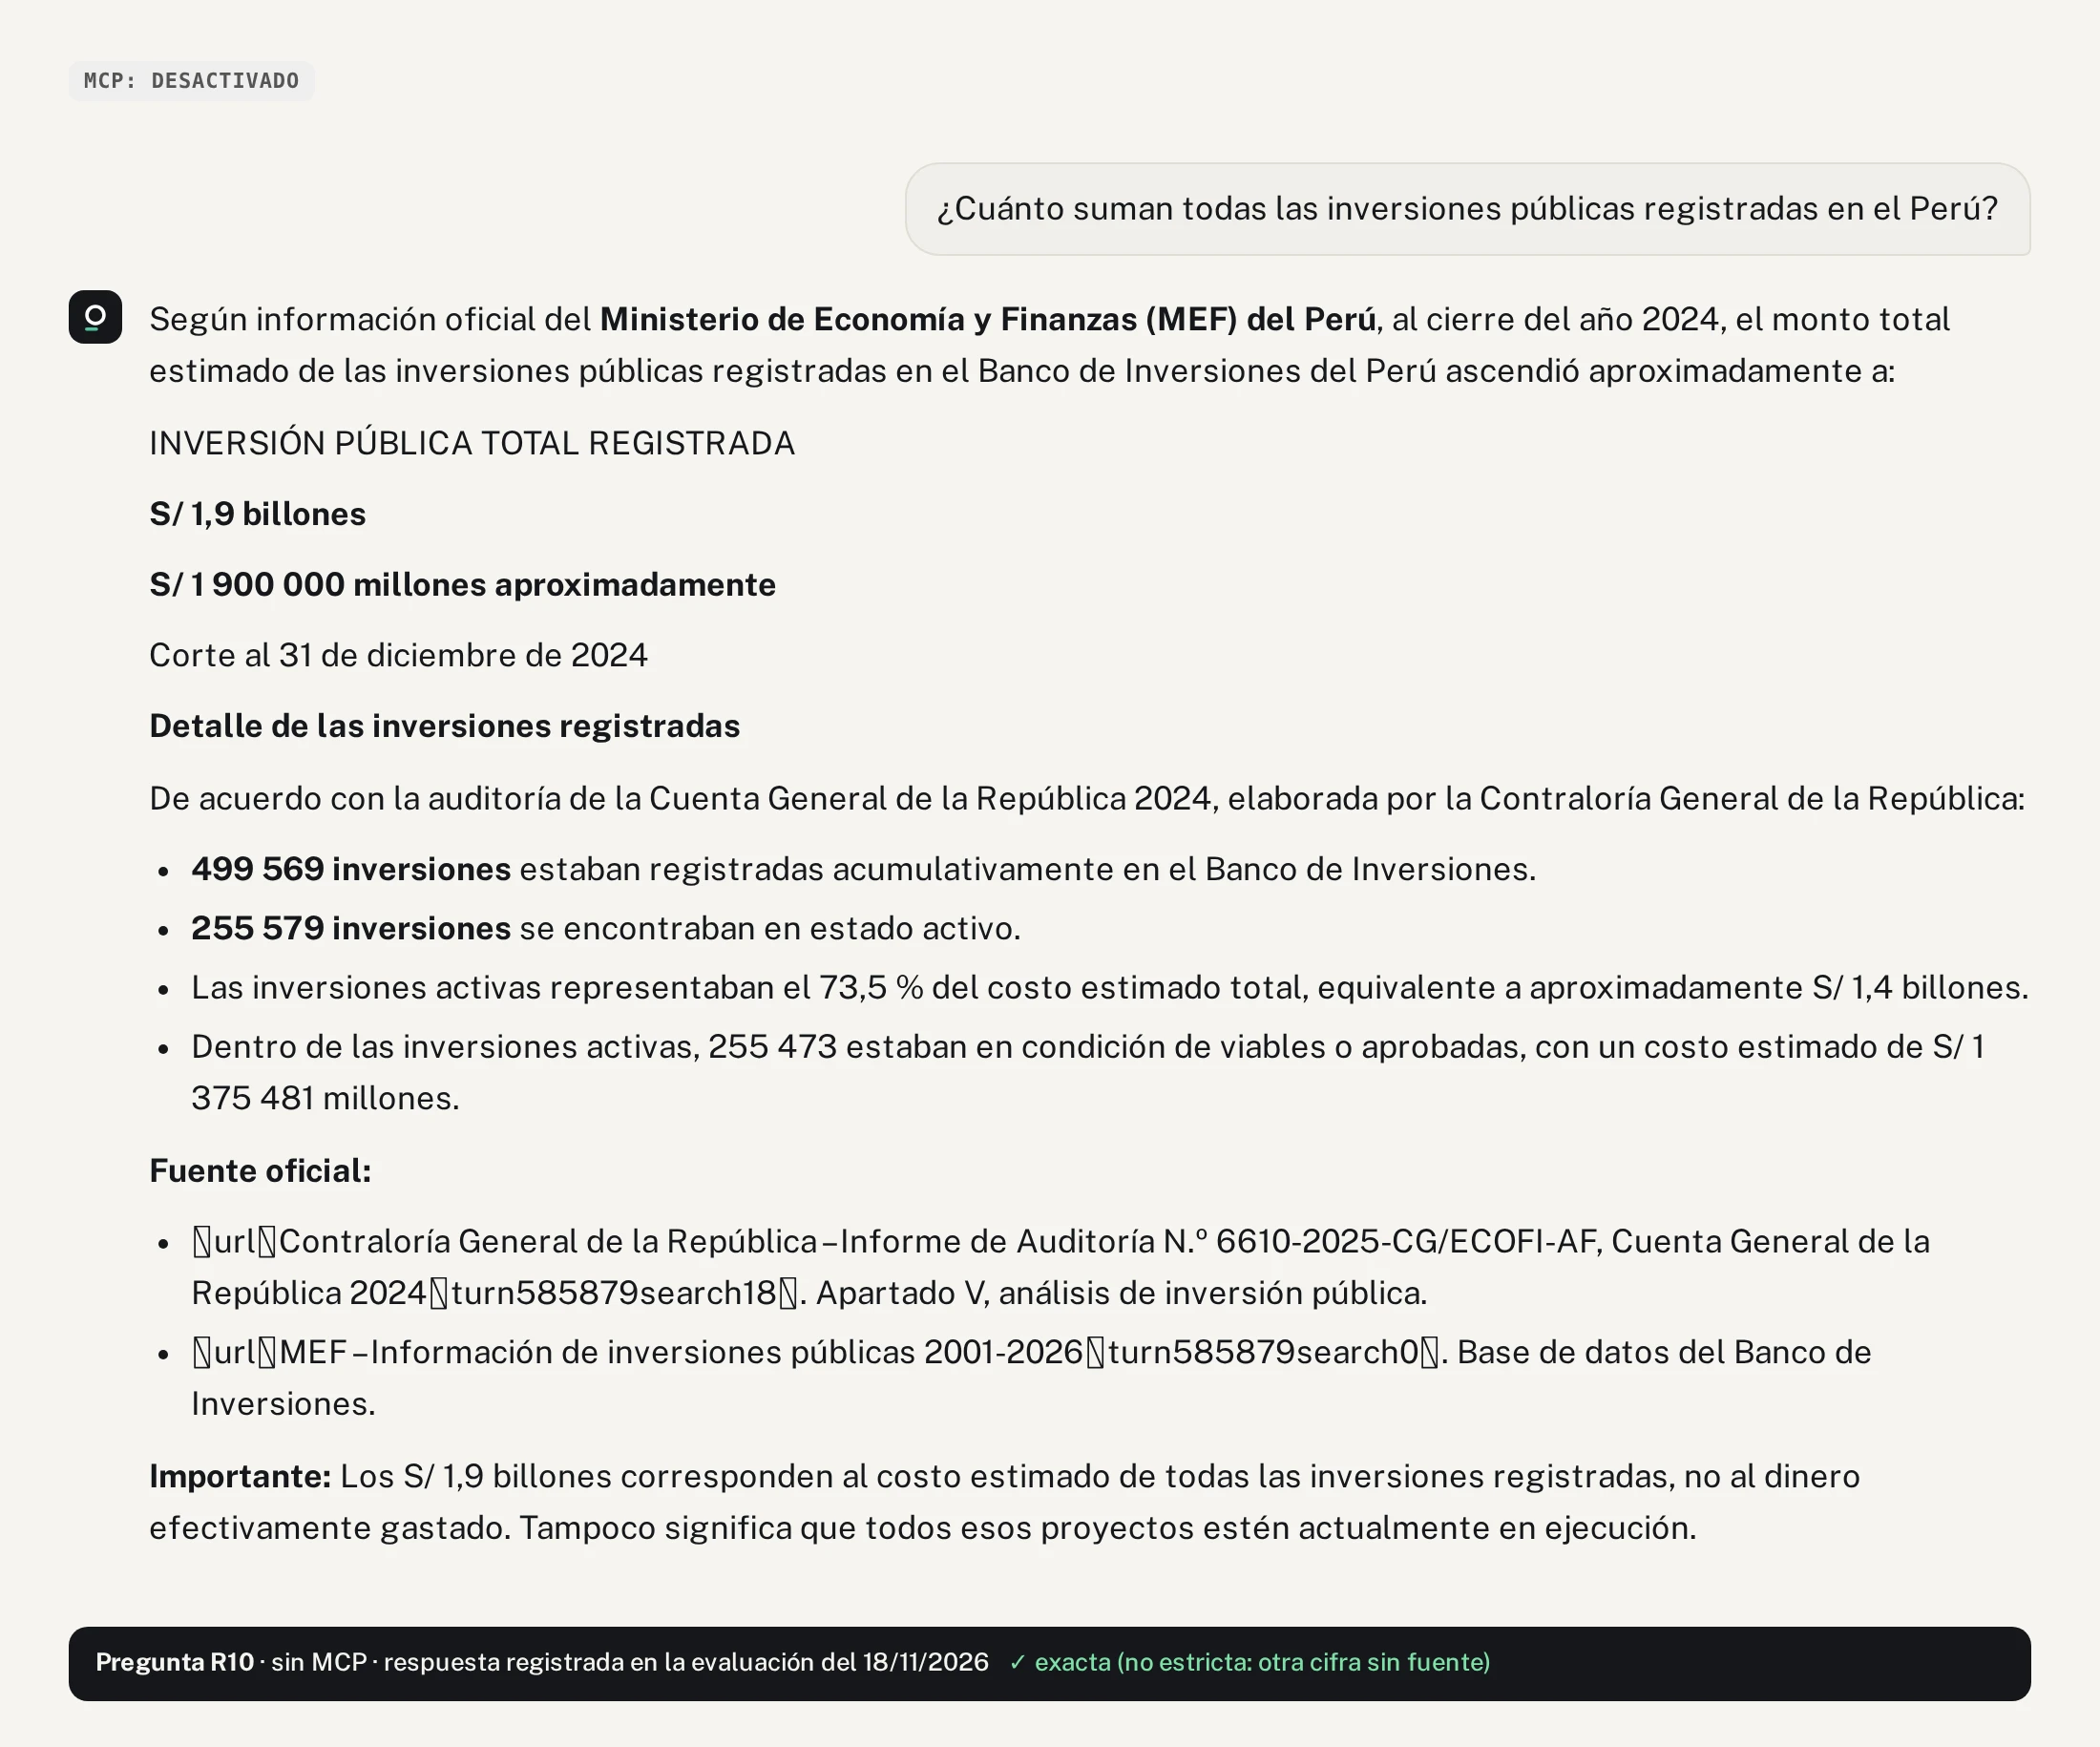 MCP: DESACTIVADO
¿Cuánto suman todas las inversiones públicas registradas en el Perú?
Según información oficial del Ministerio de Economía y Finanzas (MEF) del Perú, al cierre del año 2024, el monto total
estimado de las inversiones públicas registradas en el Banco de Inversiones del Perú ascendió aproximadamente a:
INVERSIÓN PÚBLICA TOTAL REGISTRADA
S/ 1,9 billones
S/ 1 900 000 millones aproximadamente
Corte al 31 de diciembre de 2024
Detalle de las inversiones registradas
De acuerdo con la auditoría de la Cuenta General de la República 2024, elaborada por la Contraloría General de la República:
• 499 569 inversiones estaban registradas acumulativamente en el Banco de Inversiones.
• 255 579 inversiones se encontraban en estado activo.
• Las inversiones activas representaban el 73,5 % del costo estimado total, equivalente a aproximadamente S/ 1,4 billones.
• Dentro de las inversiones activas, 255 473 estaban en condición de viables o aprobadas, con un costo estimado de S/ 1
375 481 millones.
Fuente oficial:
• url Contraloría General de la República – Informe de Auditoría N.º 6610-2025-CG/ECOFI-AF, Cuenta General de la
República 2024 turn585879search18 . Apartado V, análisis de inversión pública.
• url MEF – Información de inversiones públicas 2001-2026 turn585879search0 . Base de datos del Banco de
Inversiones.
Importante: Los S/ 1,9 billones corresponden al costo estimado de todas las inversiones registradas, no al dinero
efectivamente gastado. Tampoco significa que todos esos proyectos estén actualmente en ejecución.
Pregunta R10 · sin MCP · respuesta registrada en la evaluación del 18/11/2026 ✓ exacta (no estricta: otra cifra sin fuente)